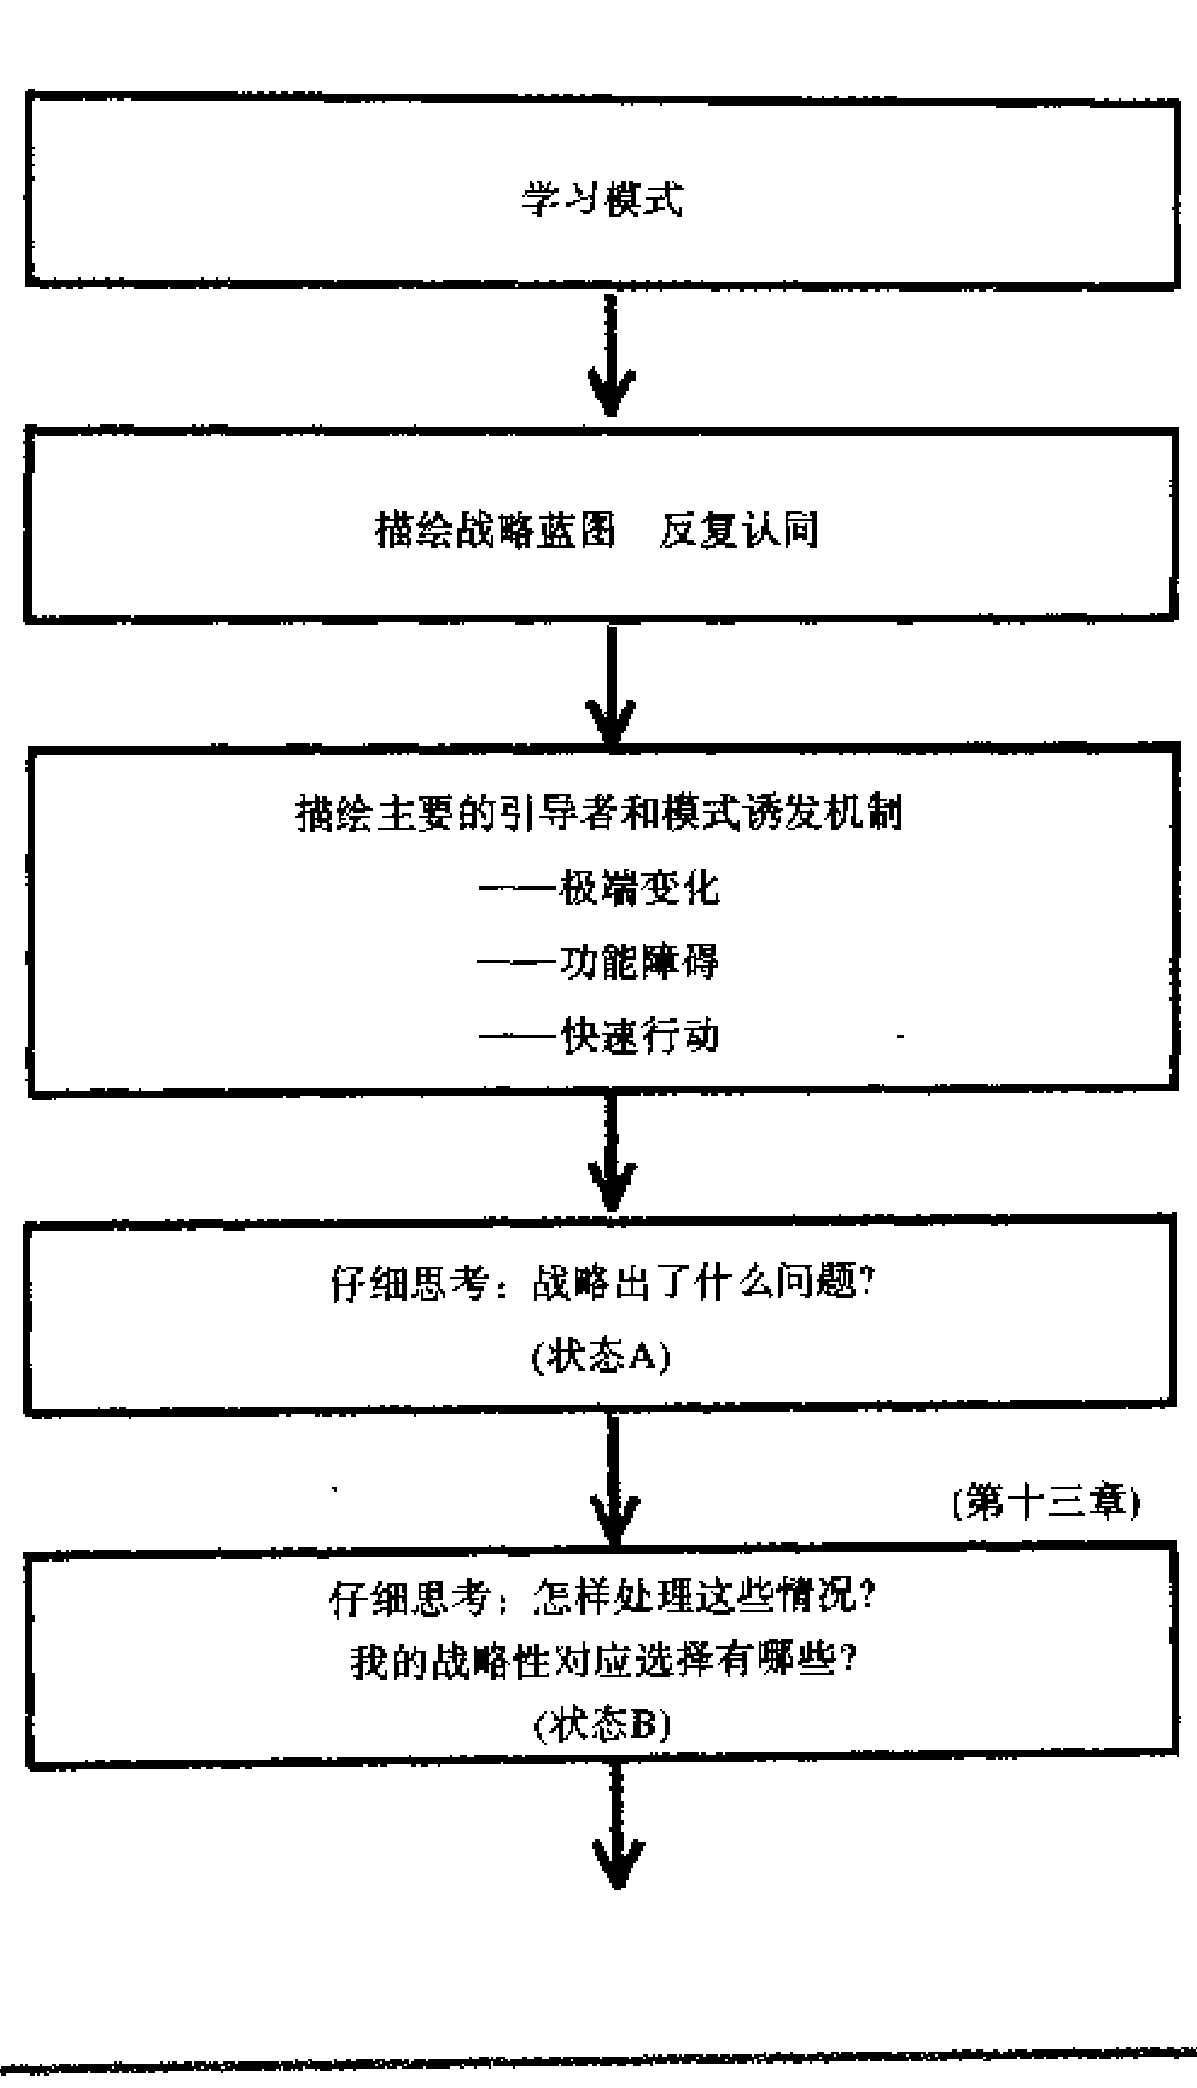 学习模式
描绘战略蓝图 反复认同
描绘主要的引导者和模式诱发机制
——极端变化
——功能障碍
——快速行动
仔细思考：战略出了什么问题?
(状态A)
(第十三章)
仔细思考：怎样处理这些情况?
我的战略性对应选择有哪些?
(状态B)